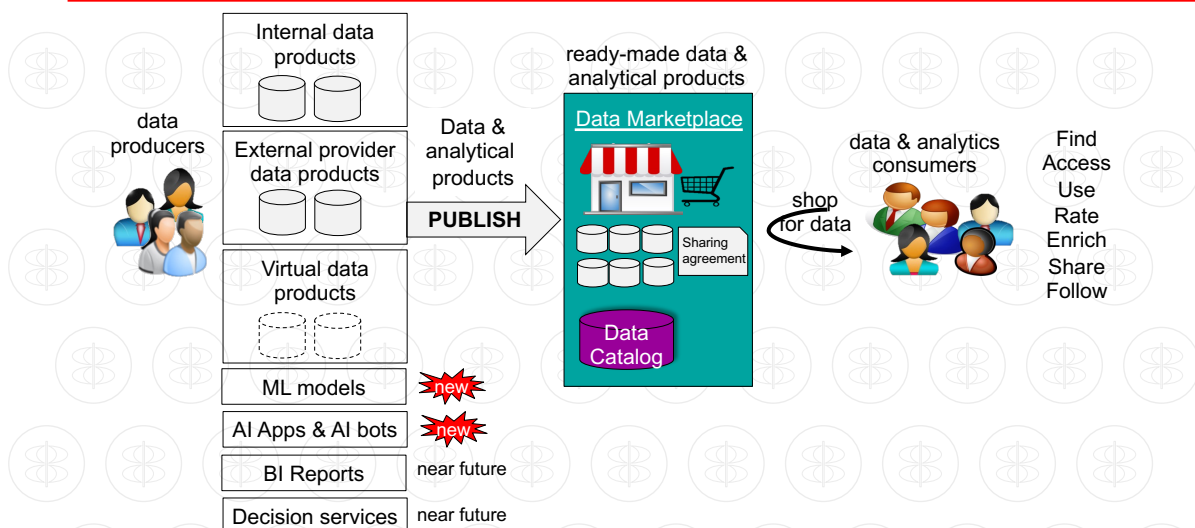 data
producers
Internal data
products
External provider
data products
Virtual data
products
ML models
new
AI Apps & AI bots
new
BI Reports
near future
Decision services
near future
Data &
analytical
products
PUBLISH
ready-made data &
analytical products
Data Marketplace
Sharing
agreement
Data
Catalog
shop
for data
data & analytics
consumers
Find
Access
Use
Rate
Enrich
Share
Follow